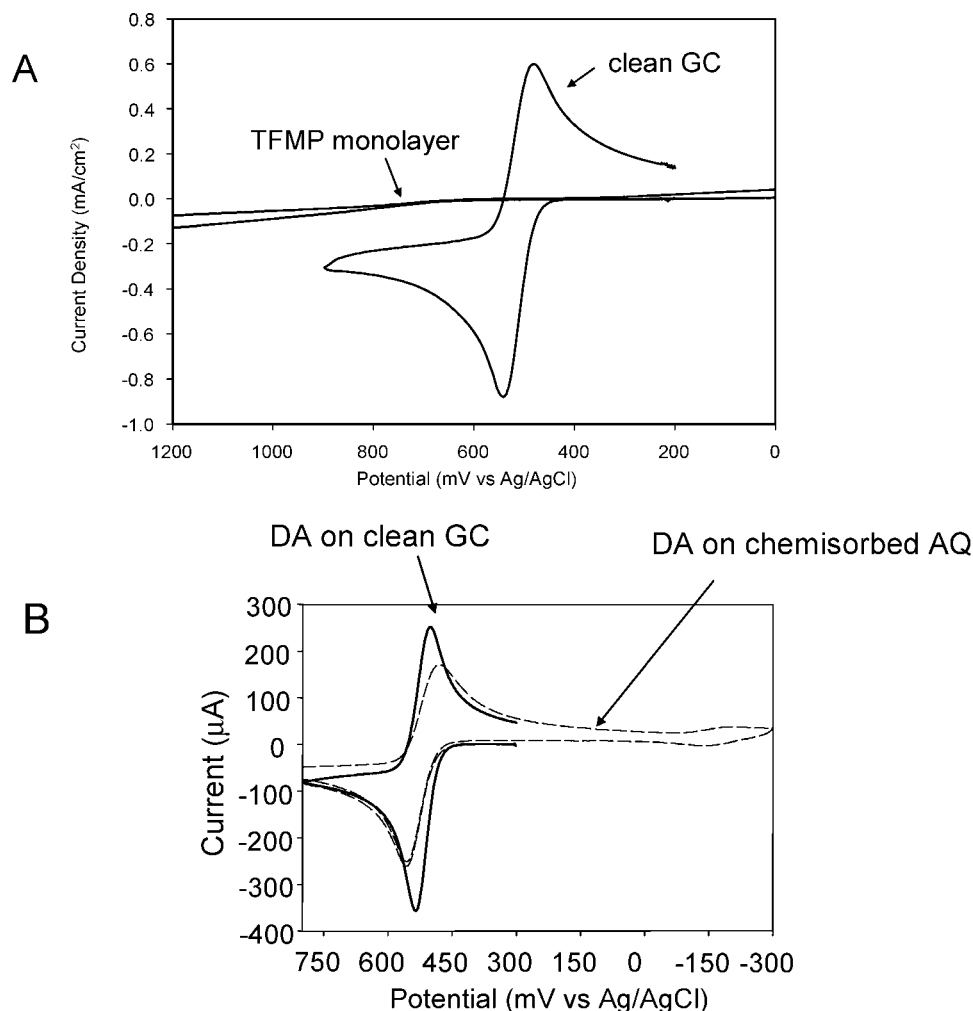 A
0.8
0.6
0.4
0.2
0.0
-0.2
-0.4
-0.6
-0.8
-1.0
Current Density (mA/cm²)
clean GC
TFMP monolayer
1200 1000 800 600 400 200 0
Potential (mV vs Ag/AgCl)
DA on clean GC
DA on chemisorbed AQ
B
300
200
100
0
-100
-200
-300
-400
Current (μA)
750 600 450 300 150 0 -150 -300
Potential (mV vs Ag/AgCl)